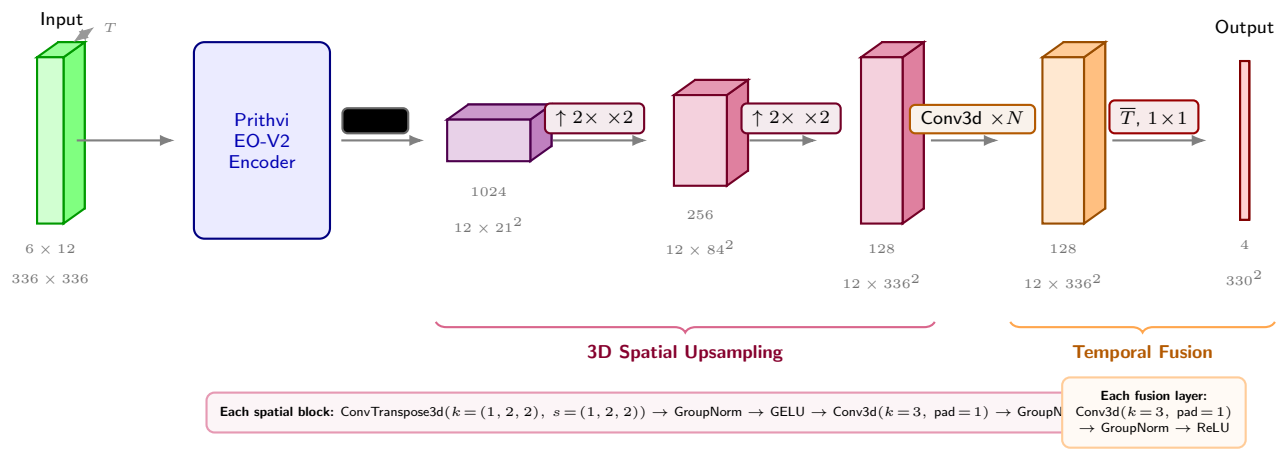 Input
T
Output
Prithvi
EO-V2
Encoder
↑ 2× ×2
↑ 2× ×2
Conv3d ×N
T̅, 1×1
1024
12 × 21²
256
12 × 84²
128
12 × 336²
128
12 × 336²
4
330²
6 × 12
336 × 336
3D Spatial Upsampling
Temporal Fusion
Each spatial block: ConvTranspose3d(k = (1, 2, 2), s = (1, 2, 2)) → GroupNorm → GELU → Conv3d(k = 3, pad = 1) →
Each fusion layer:
Conv3d(k = 3, pad = 1)
→ GroupNorm → ReLU